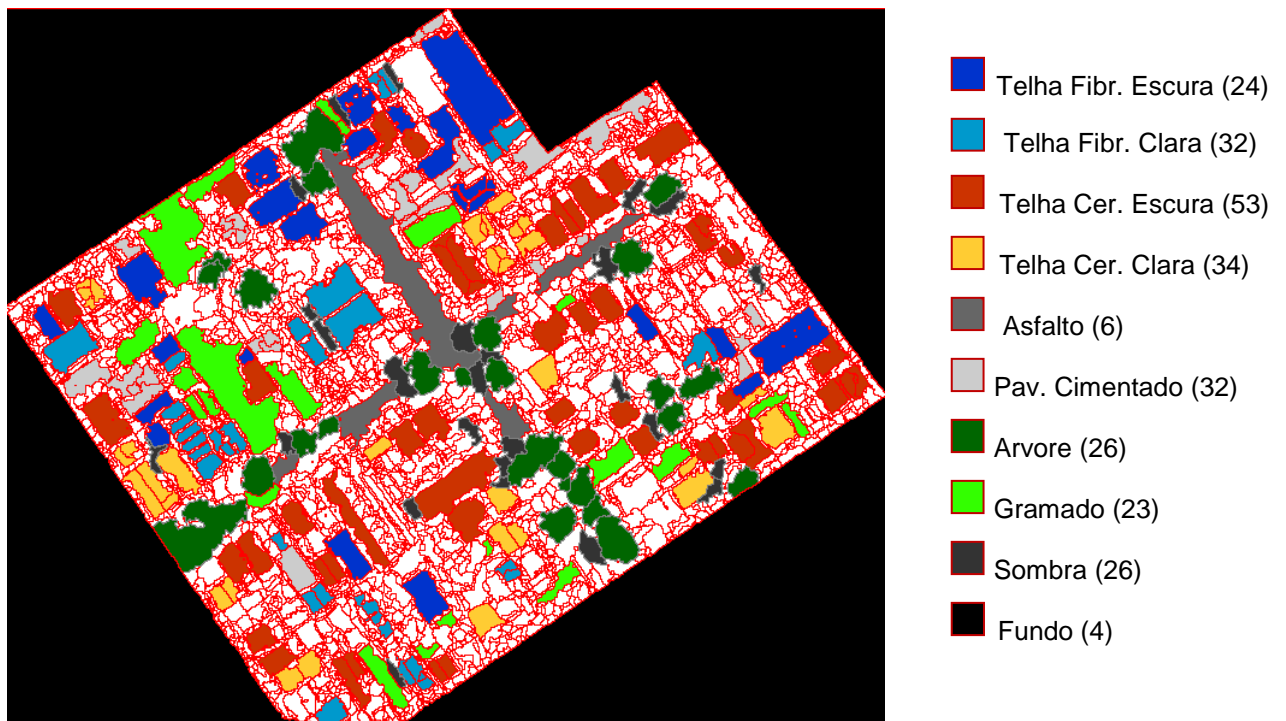 Telha Fibr. Escura (24)
Telha Fibr. Clara (32)
Telha Cer. Escura (53)
Telha Cer. Clara (34)
Asfalto (6)
Pav. Cimentado (32)
Arvore (26)
Gramado (23)
Sombra (26)
Fundo (4)